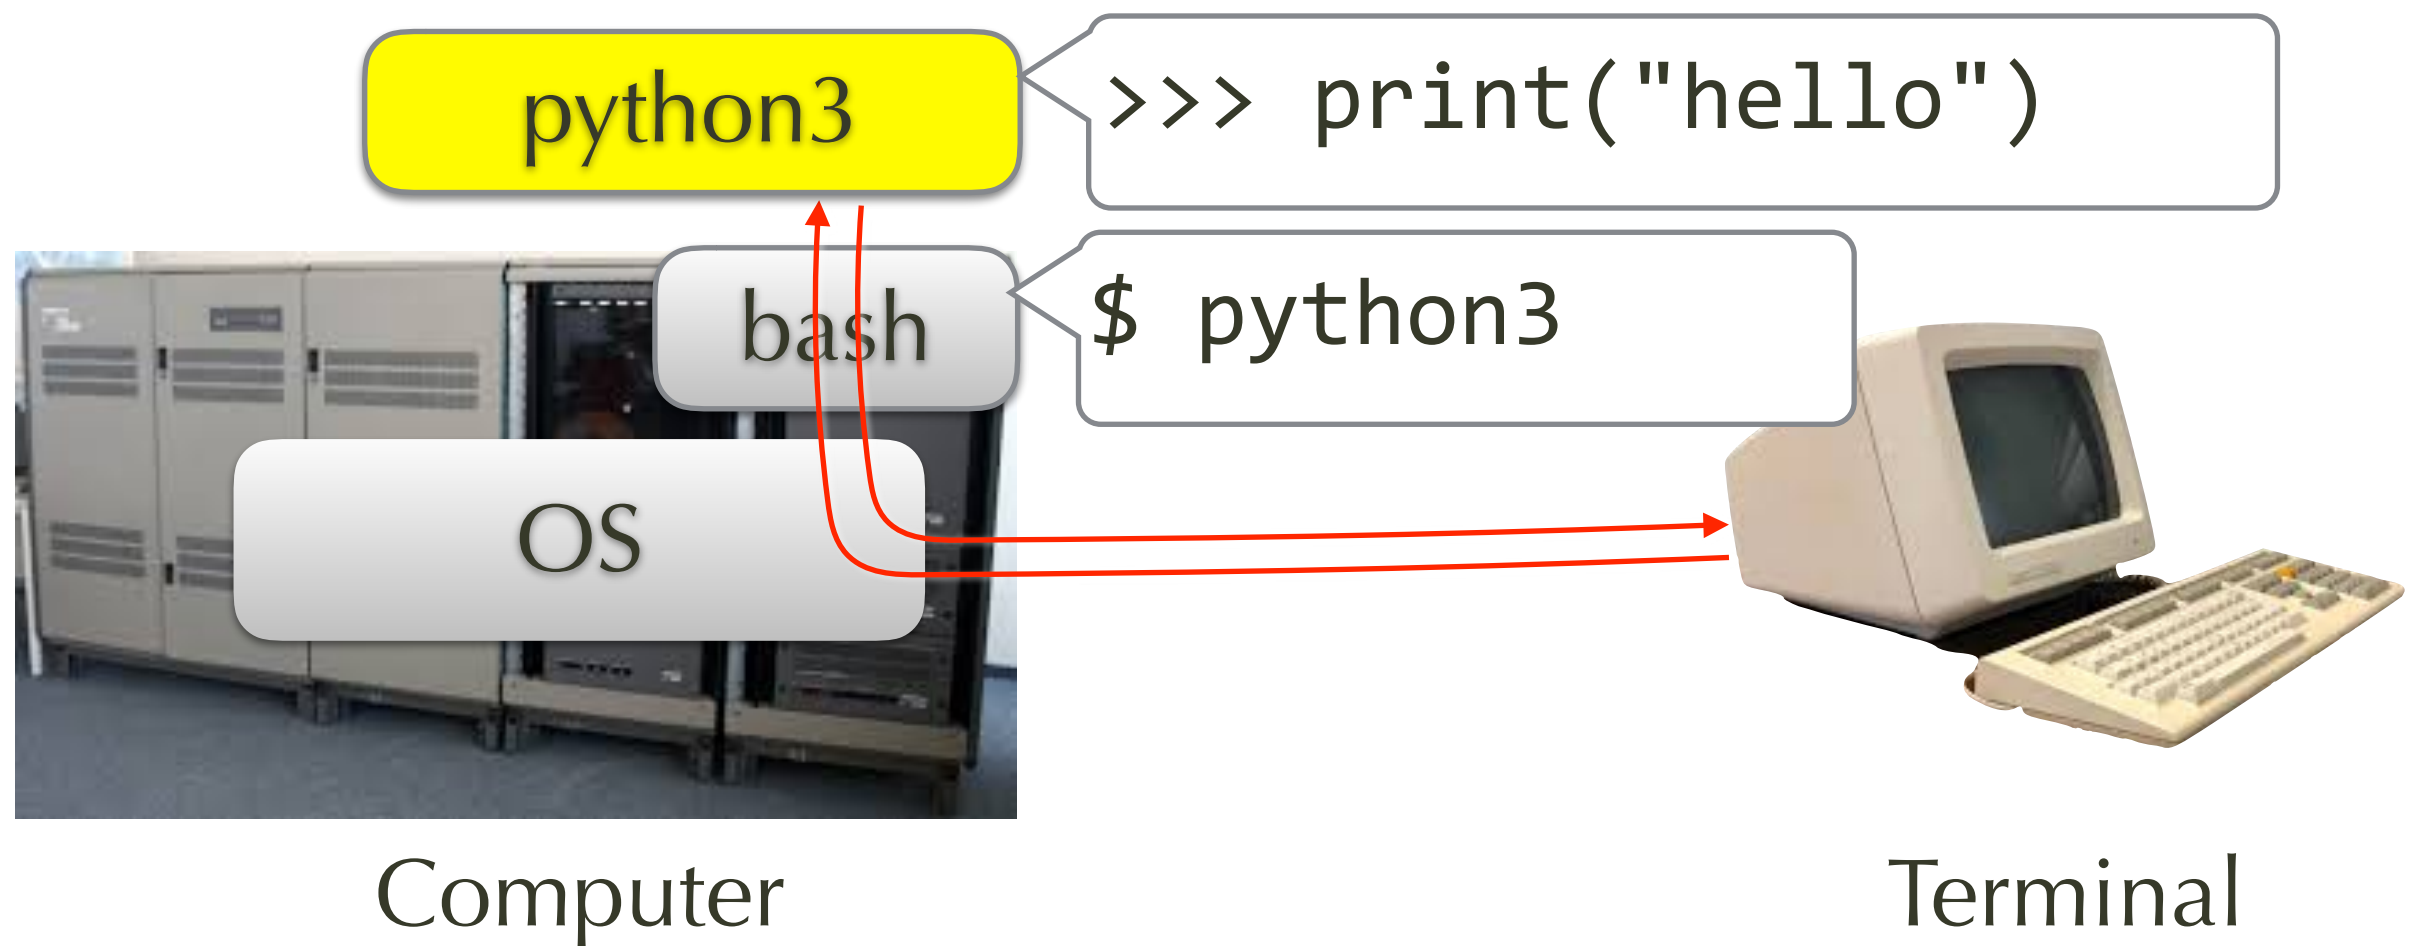 python3
>>> print("hello")
bash
$ python3
OS
Computer
Terminal